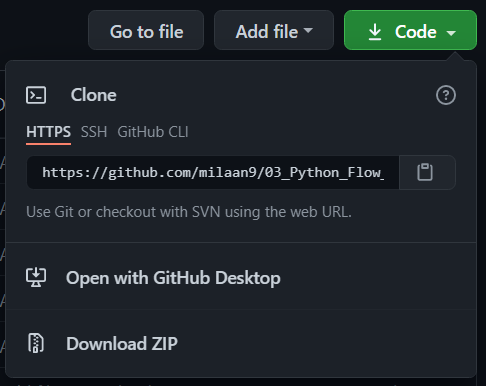 Go to file
Add file
Code
Clone
HTTPS SSH GitHub CLI
https://github.com/milaan9/03_Python_Flow_
Use Git or checkout with SVN using the web URL.
Open with GitHub Desktop
Download ZIP